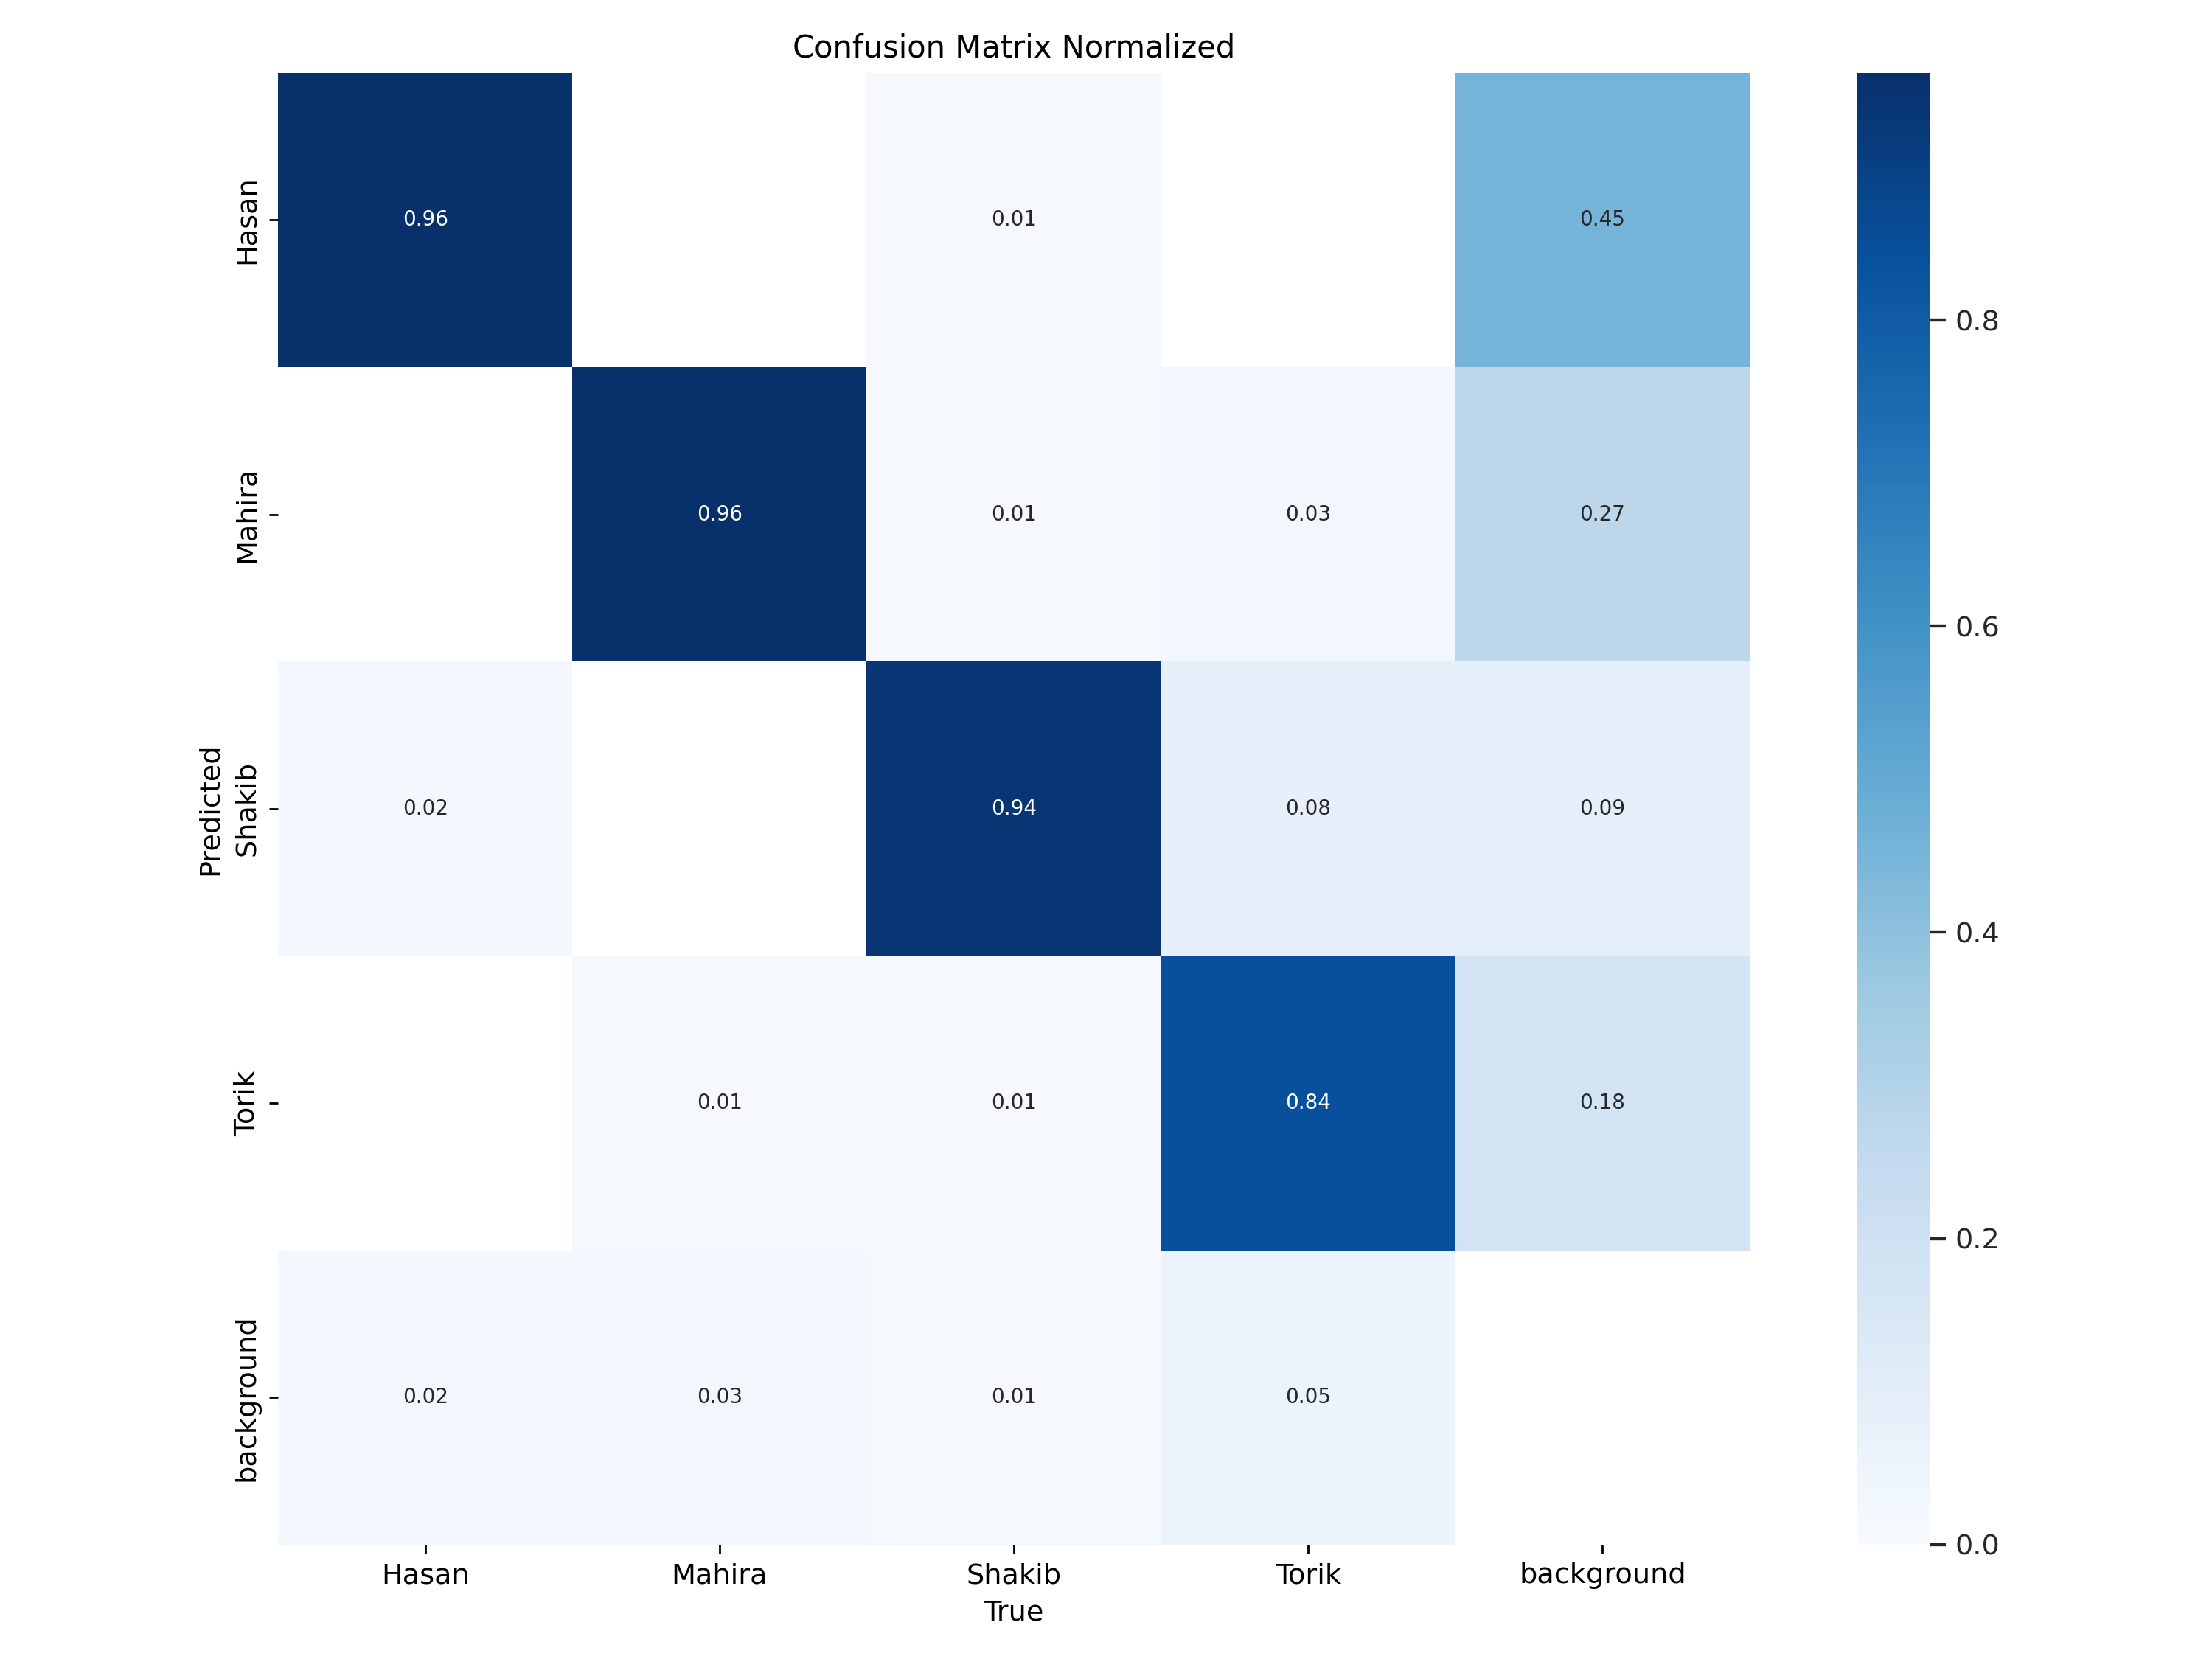 Confusion Matrix Normalized
Hasan
0.96
0.01
0.45
0.8
Mahira
0.96
0.01
0.03
0.27
0.6
Predicted
Shakib
0.02
0.94
0.08
0.09
0.4
Torik
0.01
0.01
0.84
0.18
0.2
background
0.02
0.03
0.01
0.05
0.0
Hasan
Mahira
Shakib
Torik
background
True